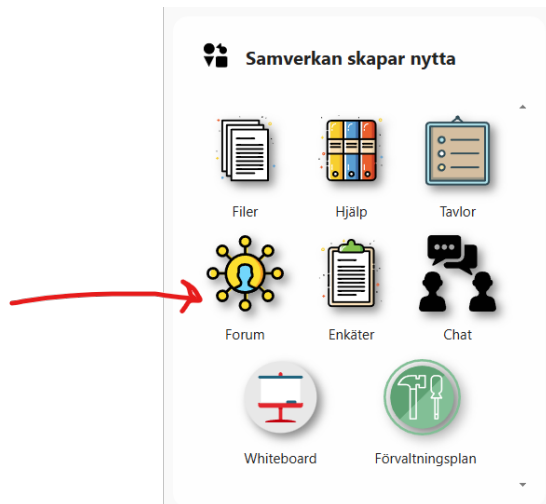 Samverkan skapar nytta
Filer Hjälp Tavlor
Forum Enkäter Chat
Whiteboard Förvaltningsplan